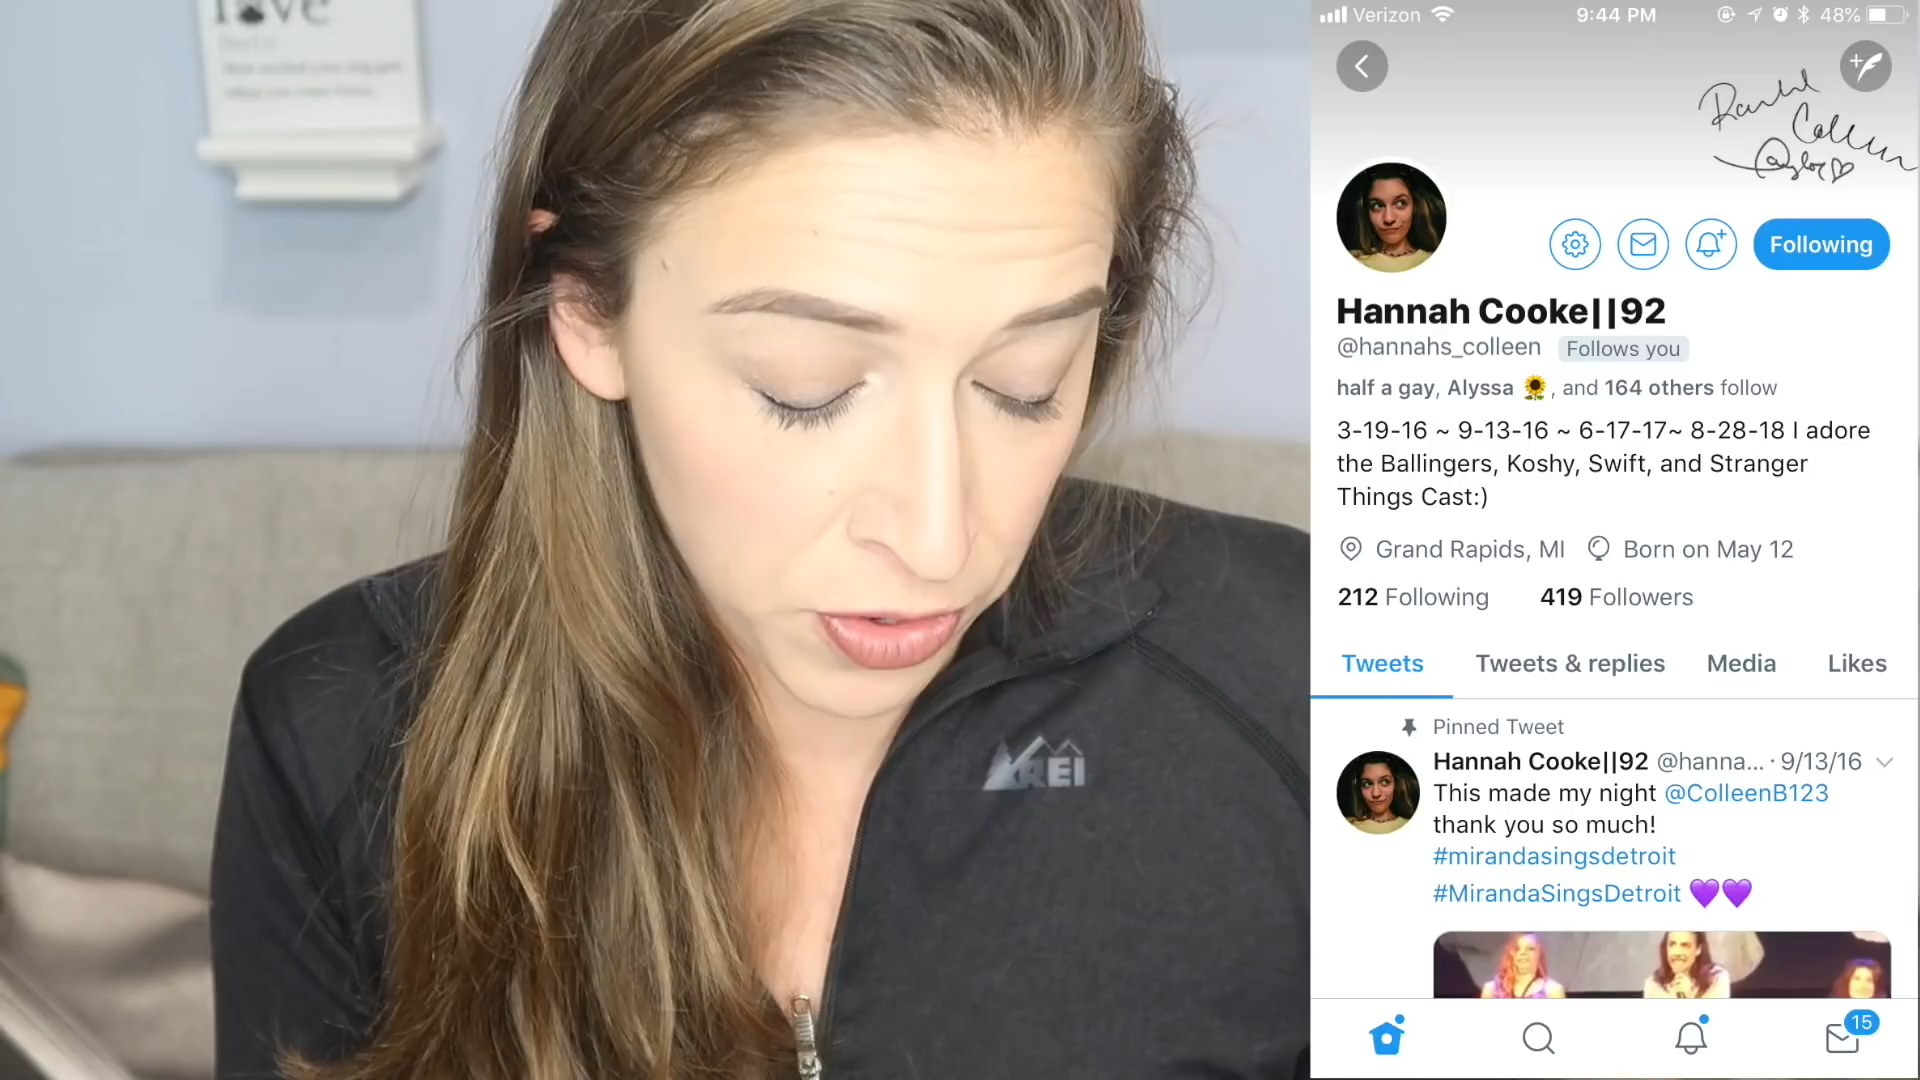 love
REI
Verizon 9:44 PM 48%
Rachel
Colleen
Following
Hannah Cooke||92
@hannahs_colleen Follows you
half a gay, Alyssa 🌻, and 164 others follow
3-19-16 ~ 9-13-16 ~ 6-17-17~ 8-28-18 I adore
the Ballingers, Koshy, Swift, and Stranger
Things Cast:)
Grand Rapids, MI Born on May 12
212 Following 419 Followers
Tweets Tweets & replies Media Likes
Pinned Tweet
Hannah Cooke||92 @hanna... · 9/13/16
This made my night @ColleenB123
thank you so much!
#mirandasingsdetroit
#MirandaSingsDetroit 💜💜
15